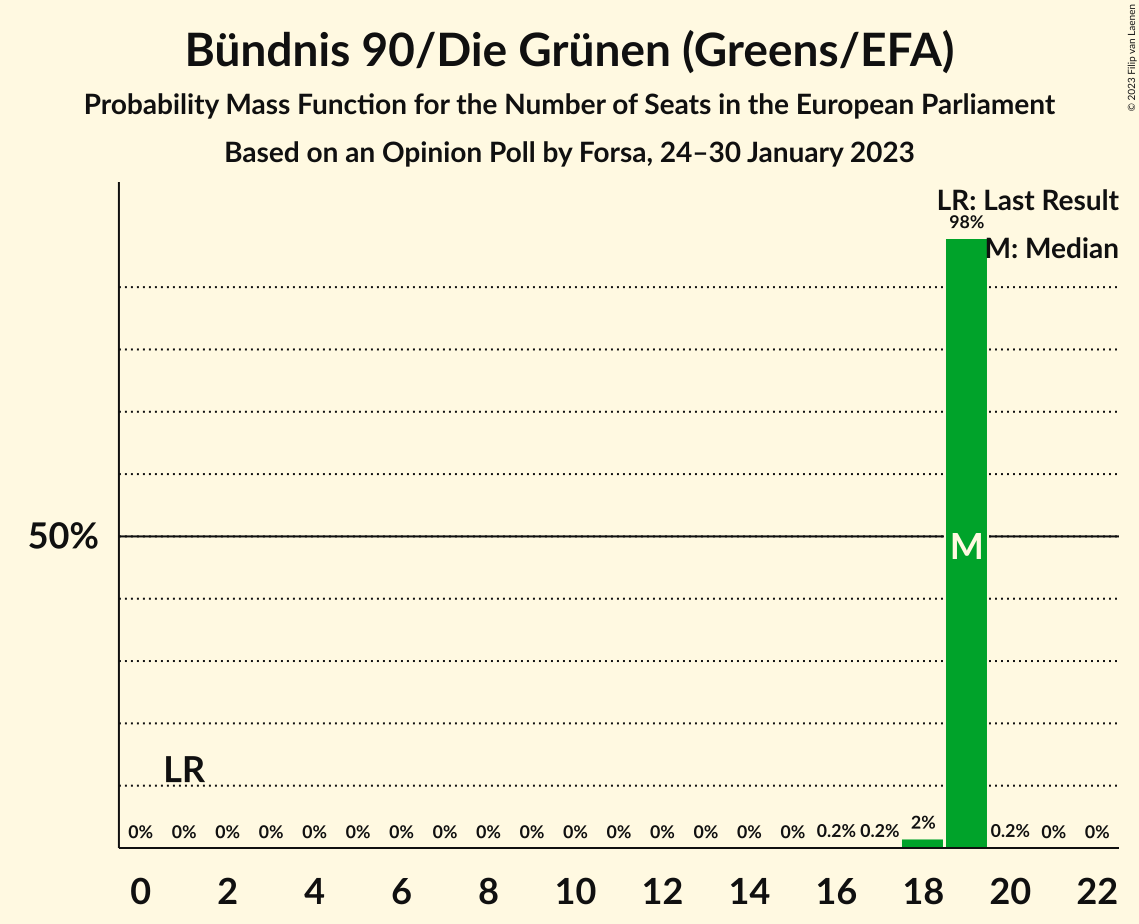 Bündnis 90/Die Grünen (Greens/EFA)
Probability Mass Function for the Number of Seats in the European Parliament
Based on an Opinion Poll by Forsa, 24–30 January 2023
© 2023 Filip van Laenen
LR: Last Result
98%
M: Median
50%
M
LR
0% 0% 0% 0% 0% 0% 0% 0% 0% 0% 0% 0% 0% 0% 0% 0% 0.2% 0.2% 2% 0.2% 0% 0%
0 2 4 6 8 10 12 14 16 18 20 22